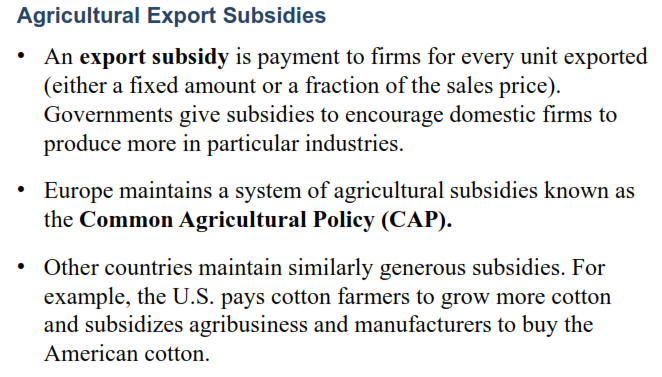 Agricultural Export Subsidies
• An export subsidy is payment to firms for every unit exported
(either a fixed amount or a fraction of the sales price).
Governments give subsidies to encourage domestic firms to
produce more in particular industries.
• Europe maintains a system of agricultural subsidies known as
the Common Agricultural Policy (CAP).
• Other countries maintain similarly generous subsidies. For
example, the U.S. pays cotton farmers to grow more cotton
and subsidizes agribusiness and manufacturers to buy the
American cotton.